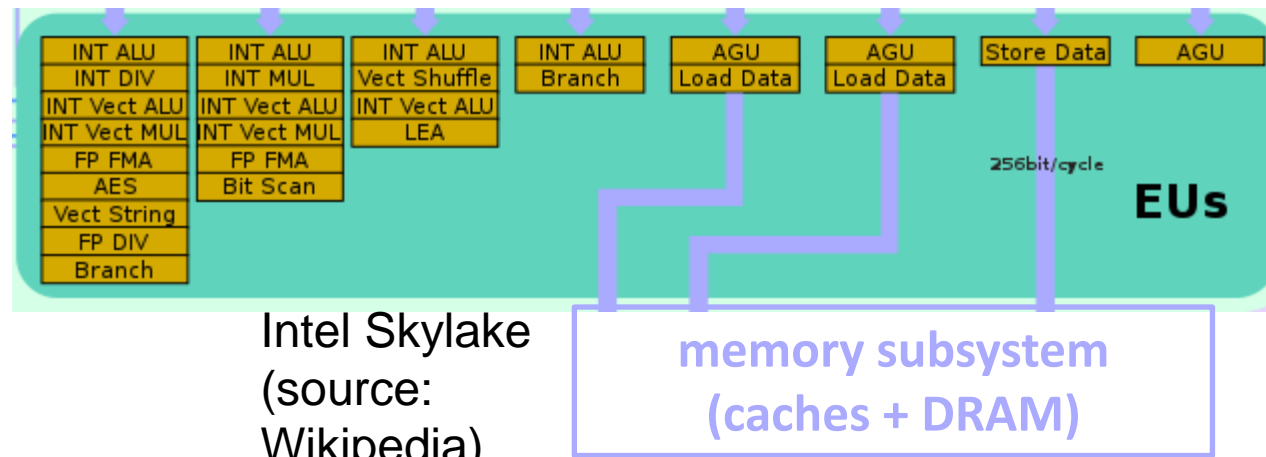 INT ALU
INT DIV
INT Vect ALU
INT Vect MUL
FP FMA
AES
Vect String
FP DIV
Branch
INT ALU
INT MUL
INT Vect ALU
INT Vect MUL
FP FMA
Bit Scan
INT ALU
Vect Shuffle
INT Vect ALU
LEA
INT ALU
Branch
AGU
Load Data
AGU
Load Data
Store Data
AGU
256bit/cycle
EUs
Intel Skylake
(source:
Wikipedia)
memory subsystem
(caches + DRAM)